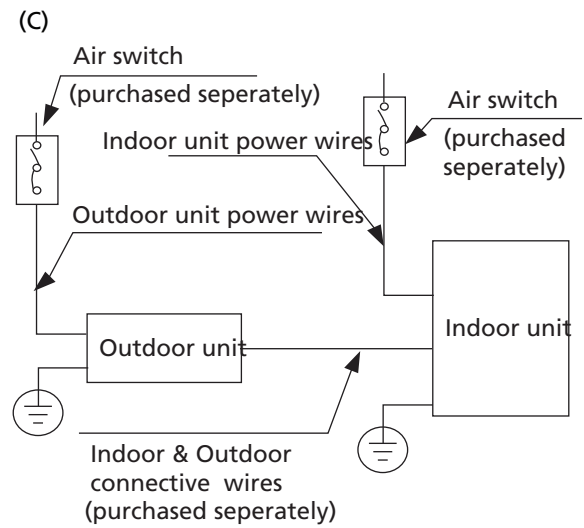 (C)
Air switch
(purchased seperately)
Air switch
(purchased
seperately)
Indoor unit power wires
Outdoor unit power wires
Outdoor unit
Indoor unit
Indoor & Outdoor
connective wires
(purchased seperately)